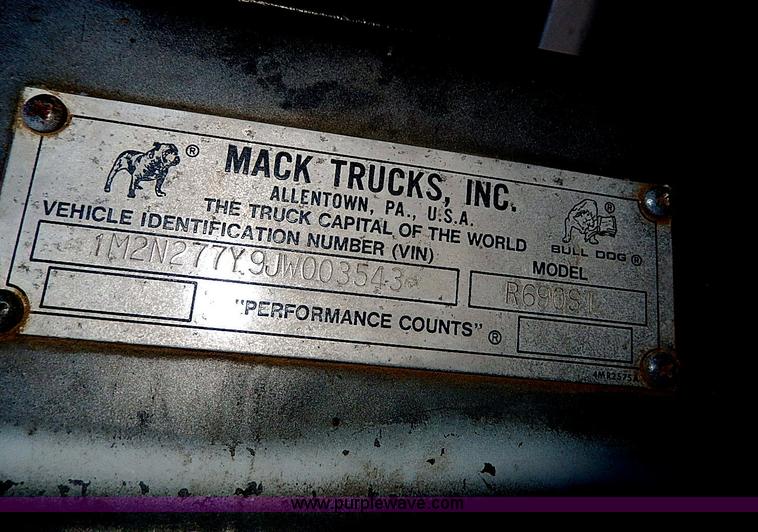 ® MACK TRUCKS, INC.
ALLENTOWN, PA., U.S.A.
THE TRUCK CAPITAL OF THE WORLD
® BULL DOG ®
VEHICLE IDENTIFICATION NUMBER (VIN)
MODEL
1M2N277Y9JW003543
R690ST
"PERFORMANCE COUNTS" ®
4MR2575A
www.purplewave.com